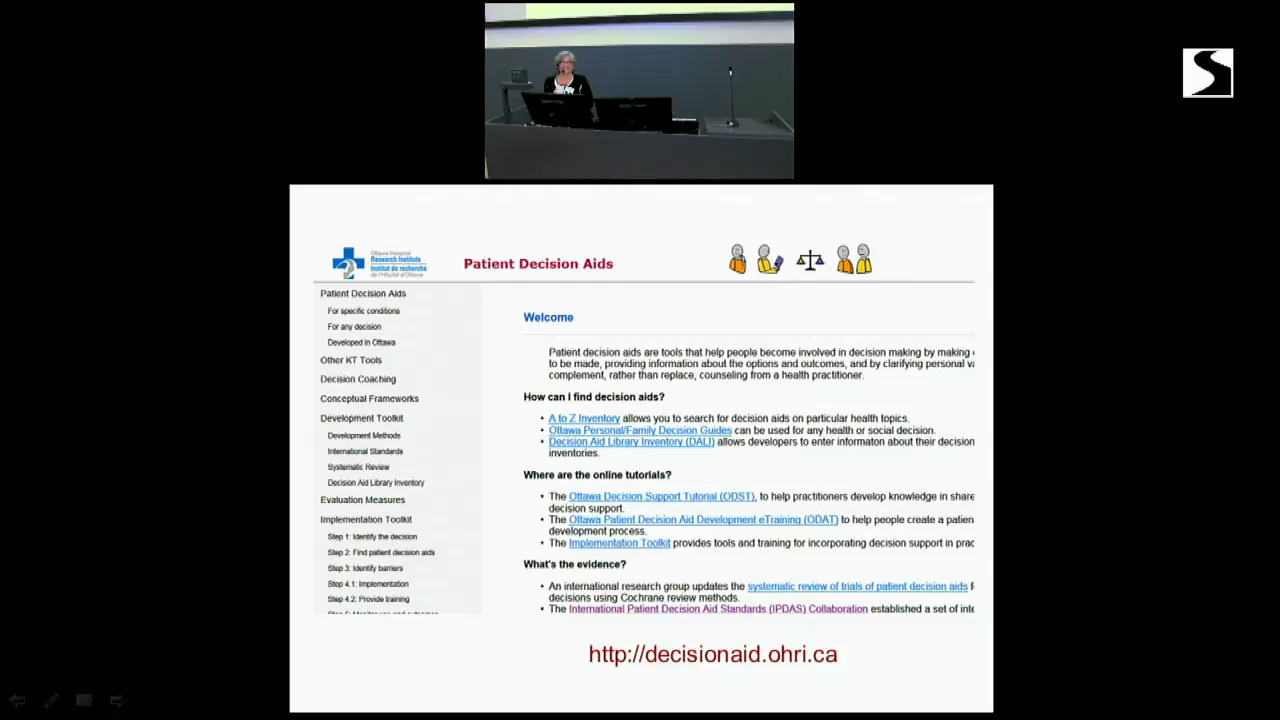 Ottawa Hospital
Research Institute
Institut de recherche
de l'Hôpital d'Ottawa
Patient Decision Aids
Patient Decision Aids
For specific conditions
For any decision
Developed in Ottawa
Other KT Tools
Decision Coaching
Conceptual Frameworks
Development Toolkit
Development Methods
International Standards
Systematic Review
Decision Aid Library Inventory
Evaluation Measures
Implementation Toolkit
Step 1: Identify the decision
Step 2: Find patient decision aids
Step 3: Identify barriers
Step 4.1: Implementation
Step 4.2: Provide training
Step 5: Monitor use and outcomes
Welcome
Patient decision aids are tools that help people become involved in decision making by making
to be made, providing information about the options and outcomes, and by clarifying personal va
complement, rather than replace, counseling from a health practitioner.
How can I find decision aids?
• A to Z Inventory allows you to search for decision aids on particular health topics.
• Ottawa Personal/Family Decision Guides can be used for any health or social decision.
• Decision Aid Library Inventory (DALI) allows developers to enter informaton about their decision
inventories.
Where are the online tutorials?
• The Ottawa Decision Support Tutorial (ODST), to help practitioners develop knowledge in share
decision support.
• The Ottawa Patient Decision Aid Development eTraining (ODAT) to help people create a patien
development process.
• The Implementation Toolkit provides tools and training for incorporating decision support in prac
What's the evidence?
• An international research group updates the systematic review of trials of patient decision aids f
decisions using Cochrane review methods.
• The International Patient Decision Aid Standards (IPDAS) Collaboration established a set of inte
http://decisionaid.ohri.ca